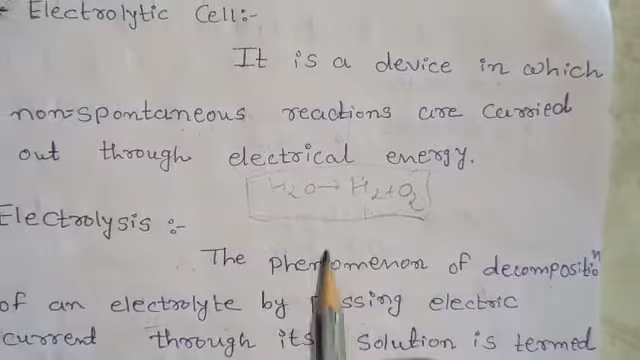 Electrolytic Cell:-
It is a device in which
non-spontaneous reactions are carried
out through electrical energy.
H₂O → H₂+O₂
Electrolysis :-
The phenomenon of decompositioⁿ
of an electrolyte by passing electric
current through its solution is termed